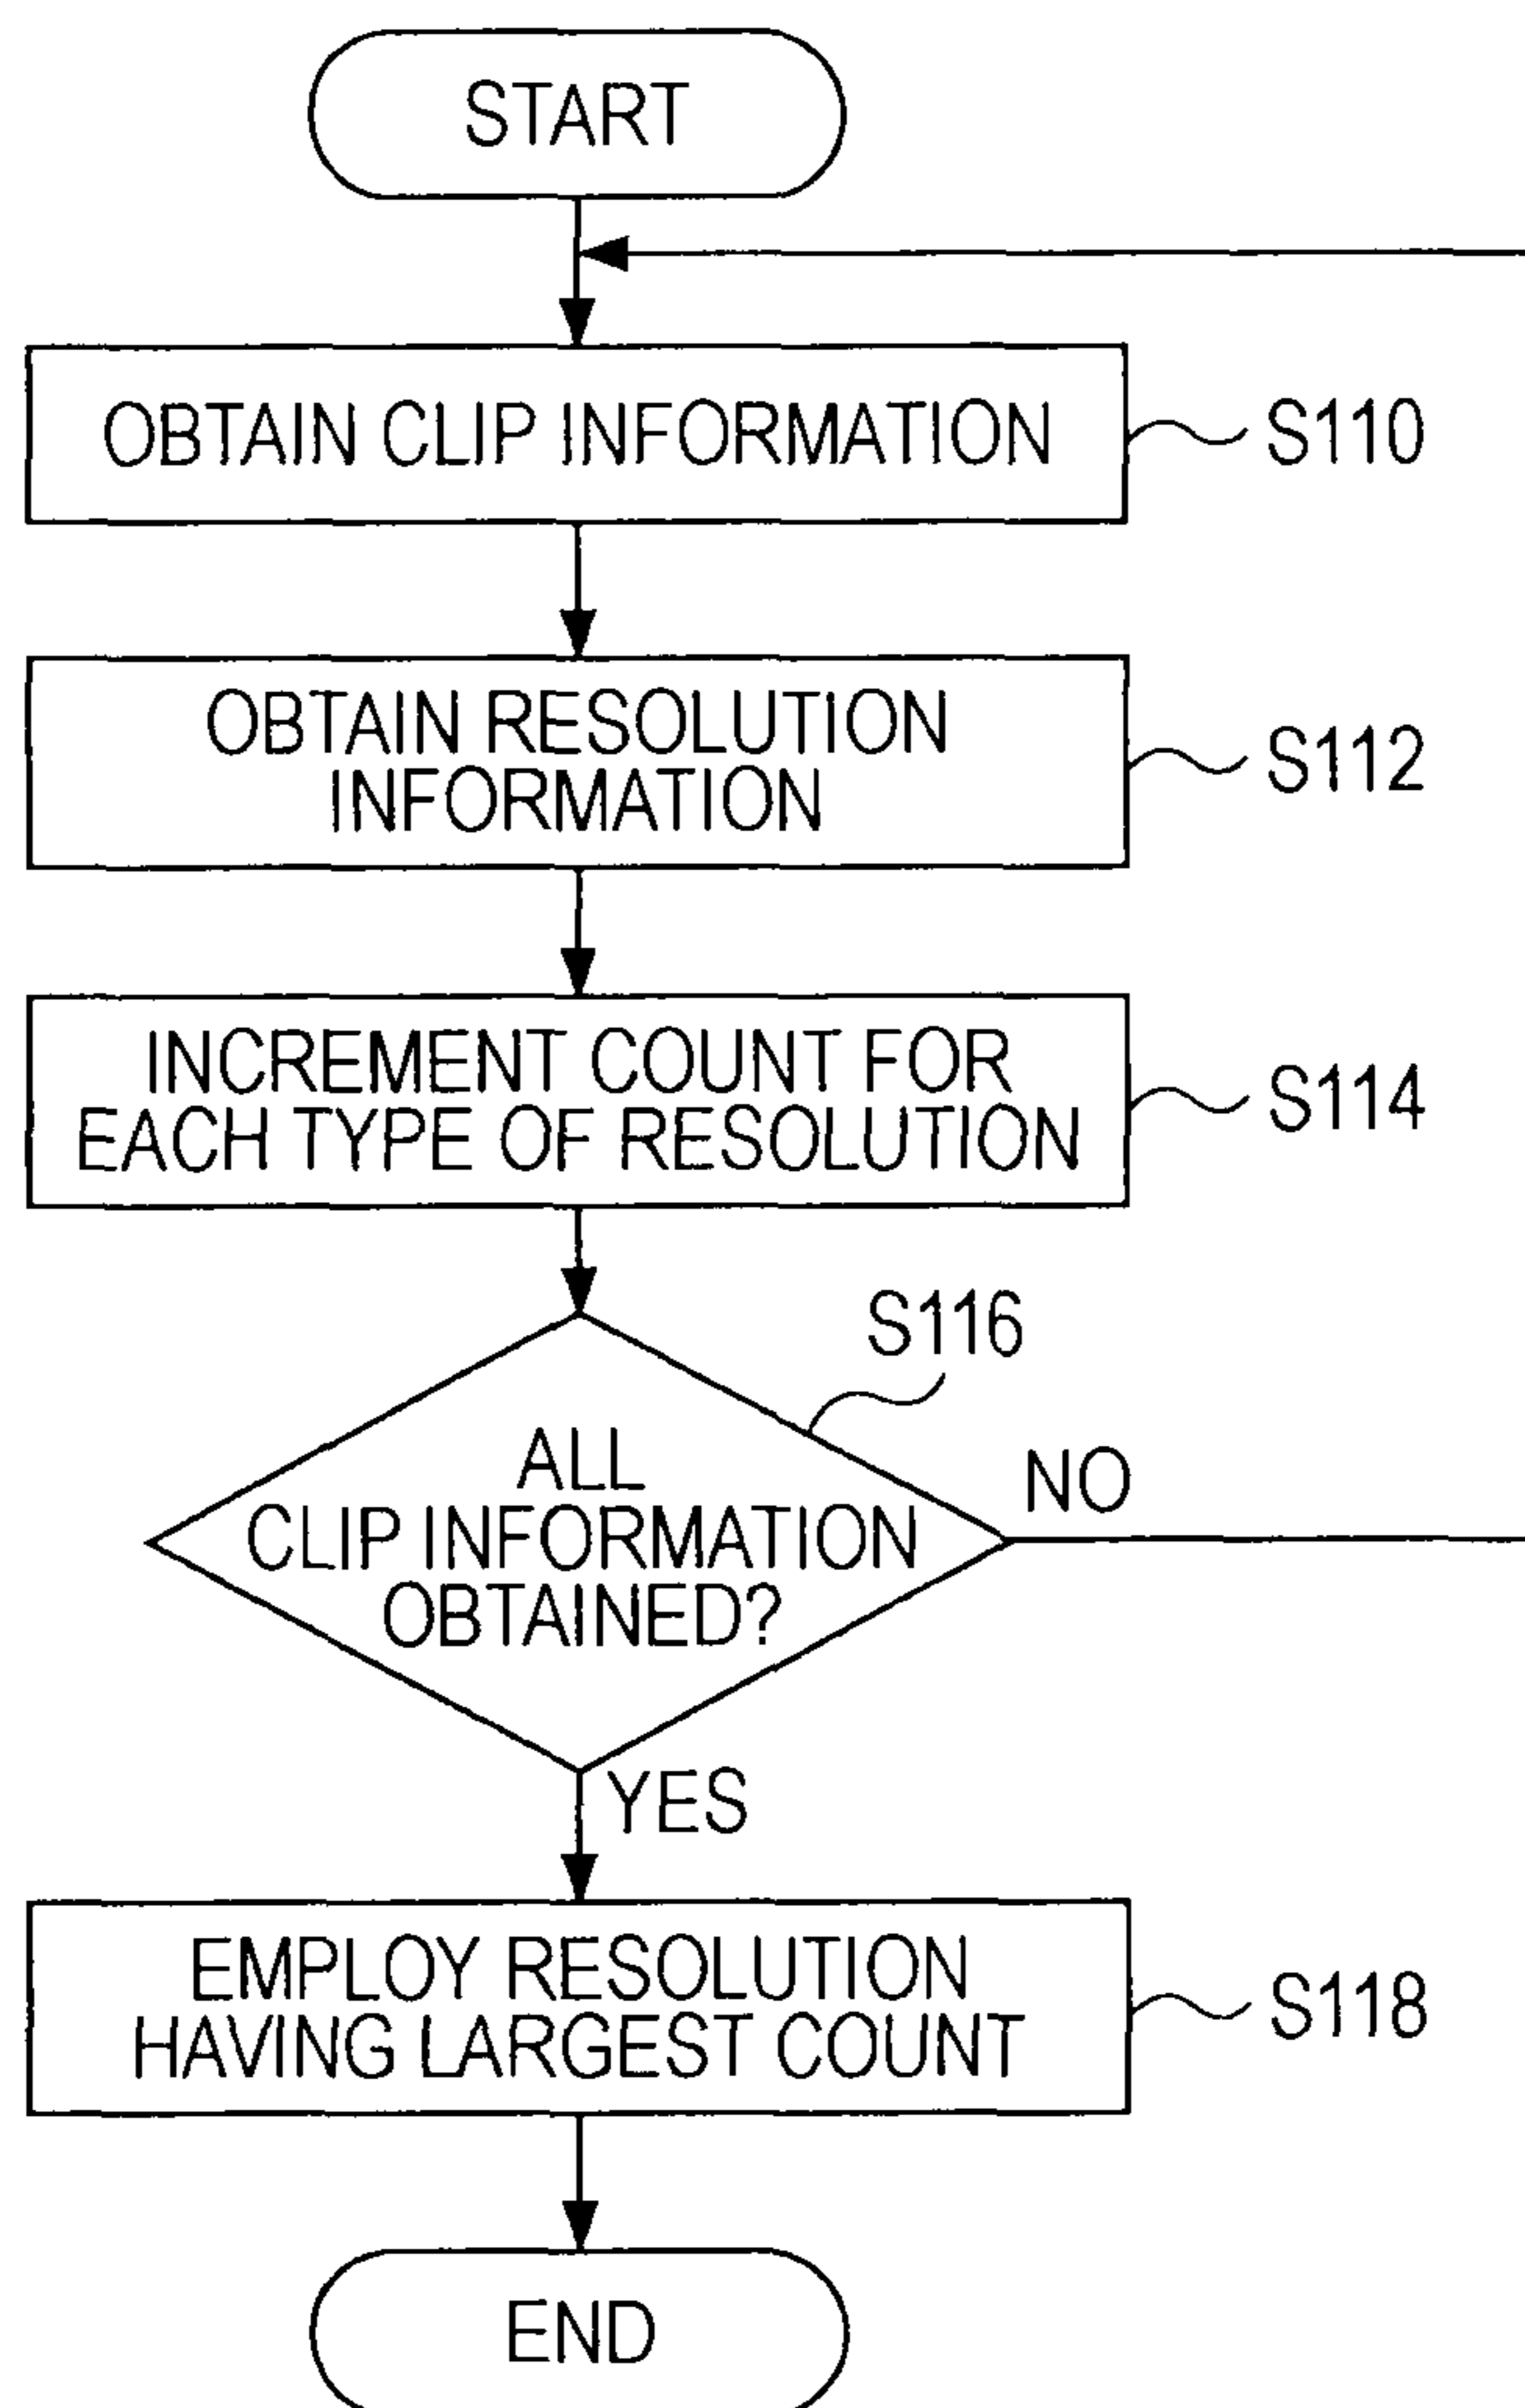 START
OBTAIN CLIP INFORMATION
S110
OBTAIN RESOLUTION
INFORMATION
S112
INCREMENT COUNT FOR
EACH TYPE OF RESOLUTION
S114
S116
ALL
CLIP INFORMATION
OBTAINED?
NO
YES
EMPLOY RESOLUTION
HAVING LARGEST COUNT
S118
END